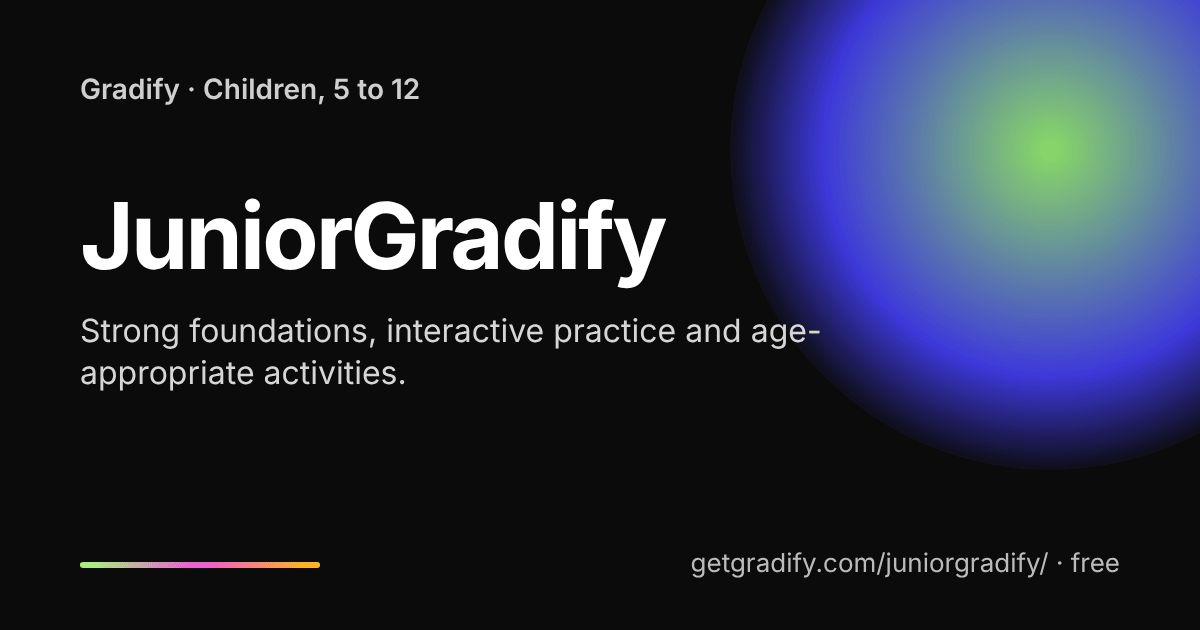 Gradify · Children, 5 to 12
JuniorGradify
Strong foundations, interactive practice and age-
appropriate activities.
getgradify.com/juniorgradify/ · free